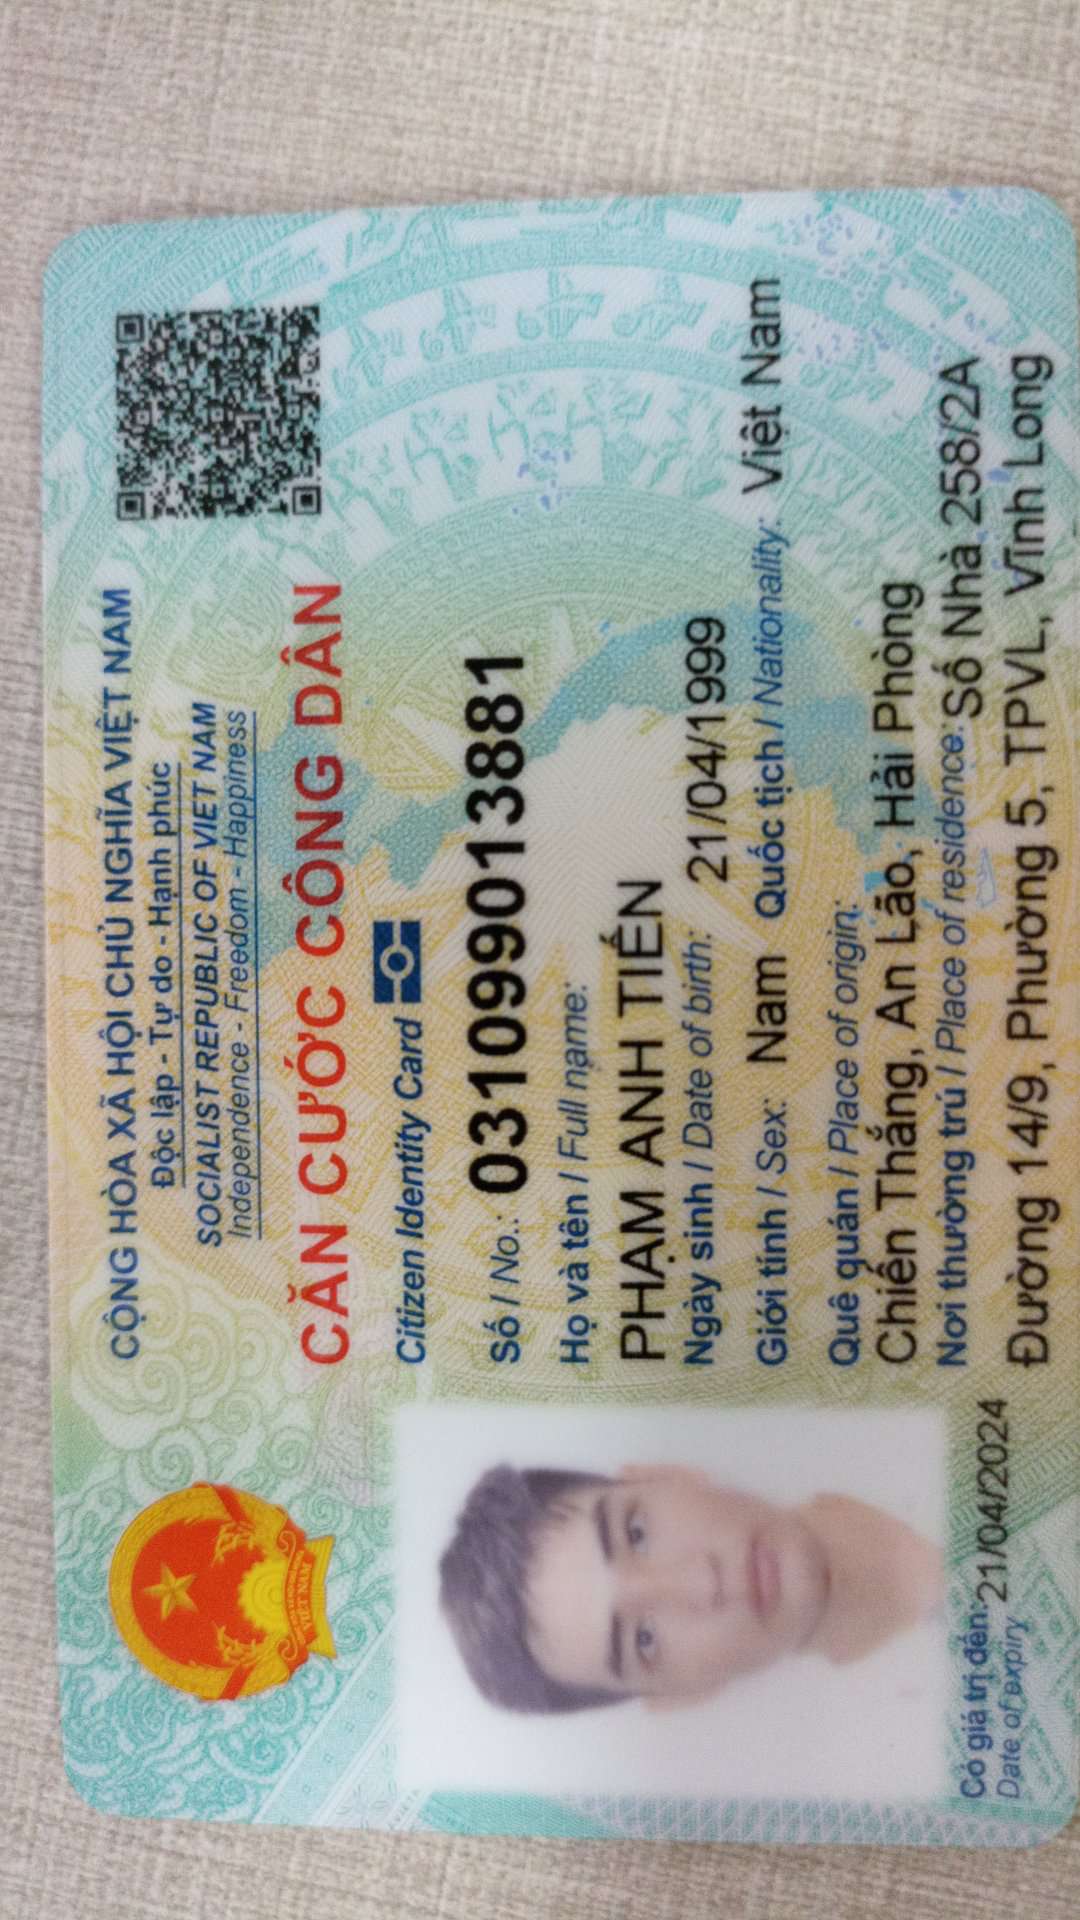 CỘNG HÒA XÃ HỘI CHỦ NGHĨA VIỆT NAM
Độc lập - Tự do - Hạnh phúc
SOCIALIST REPUBLIC OF VIET NAM
Independence - Freedom - Happiness
CĂN CƯỚC CÔNG DÂN
Citizen Identity Card
Số / No.: 031099013881
Họ và tên / Full name:
PHẠM ANH TIẾN
Ngày sinh / Date of birth: 21/04/1999
Giới tính / Sex: Nam Quốc tịch / Nationality: Việt Nam
Quê quán / Place of origin:
Chiến Thắng, An Lão, Hải Phòng
Nơi thường trú / Place of residence: Số Nhà 258/2A
Đường 14/9, Phường 5, TPVL, Vĩnh Long
Có giá trị đến: 21/04/2024
Date of expiry
VIỆT NAM